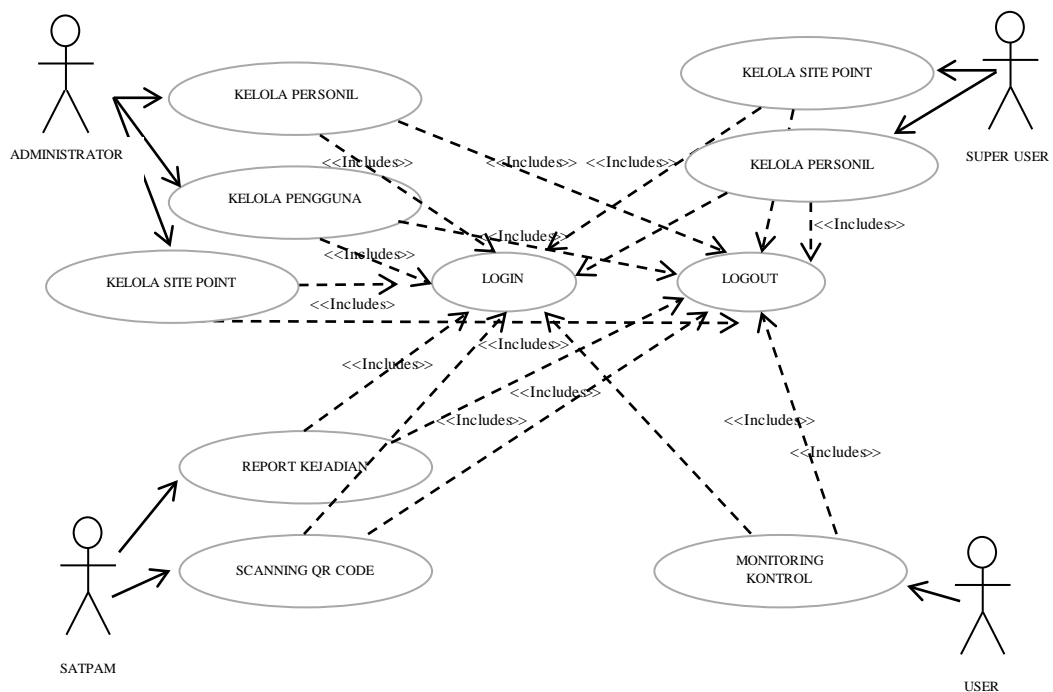 KELOLA SITE POINT
KELOLA PERSONIL
ADMINISTRATOR
SUPER USER
<<Includes>>
<<Includes>>
<<Includes>>
KELOLA PERSONIL
KELOLA PENGGUNA
<<Includes>>
<<Includes>>
<<Includes>>
KELOLA SITE POINT
LOGIN
LOGOUT
<<Includes>
<<Includes>>
<<Includes>>
<<Includes>>
<<Includes>>
<<Includes>>
<<Includes>>
REPORT KEJADIAN
SCANNING QR CODE
MONITORING
KONTROL
SATPAM
USER